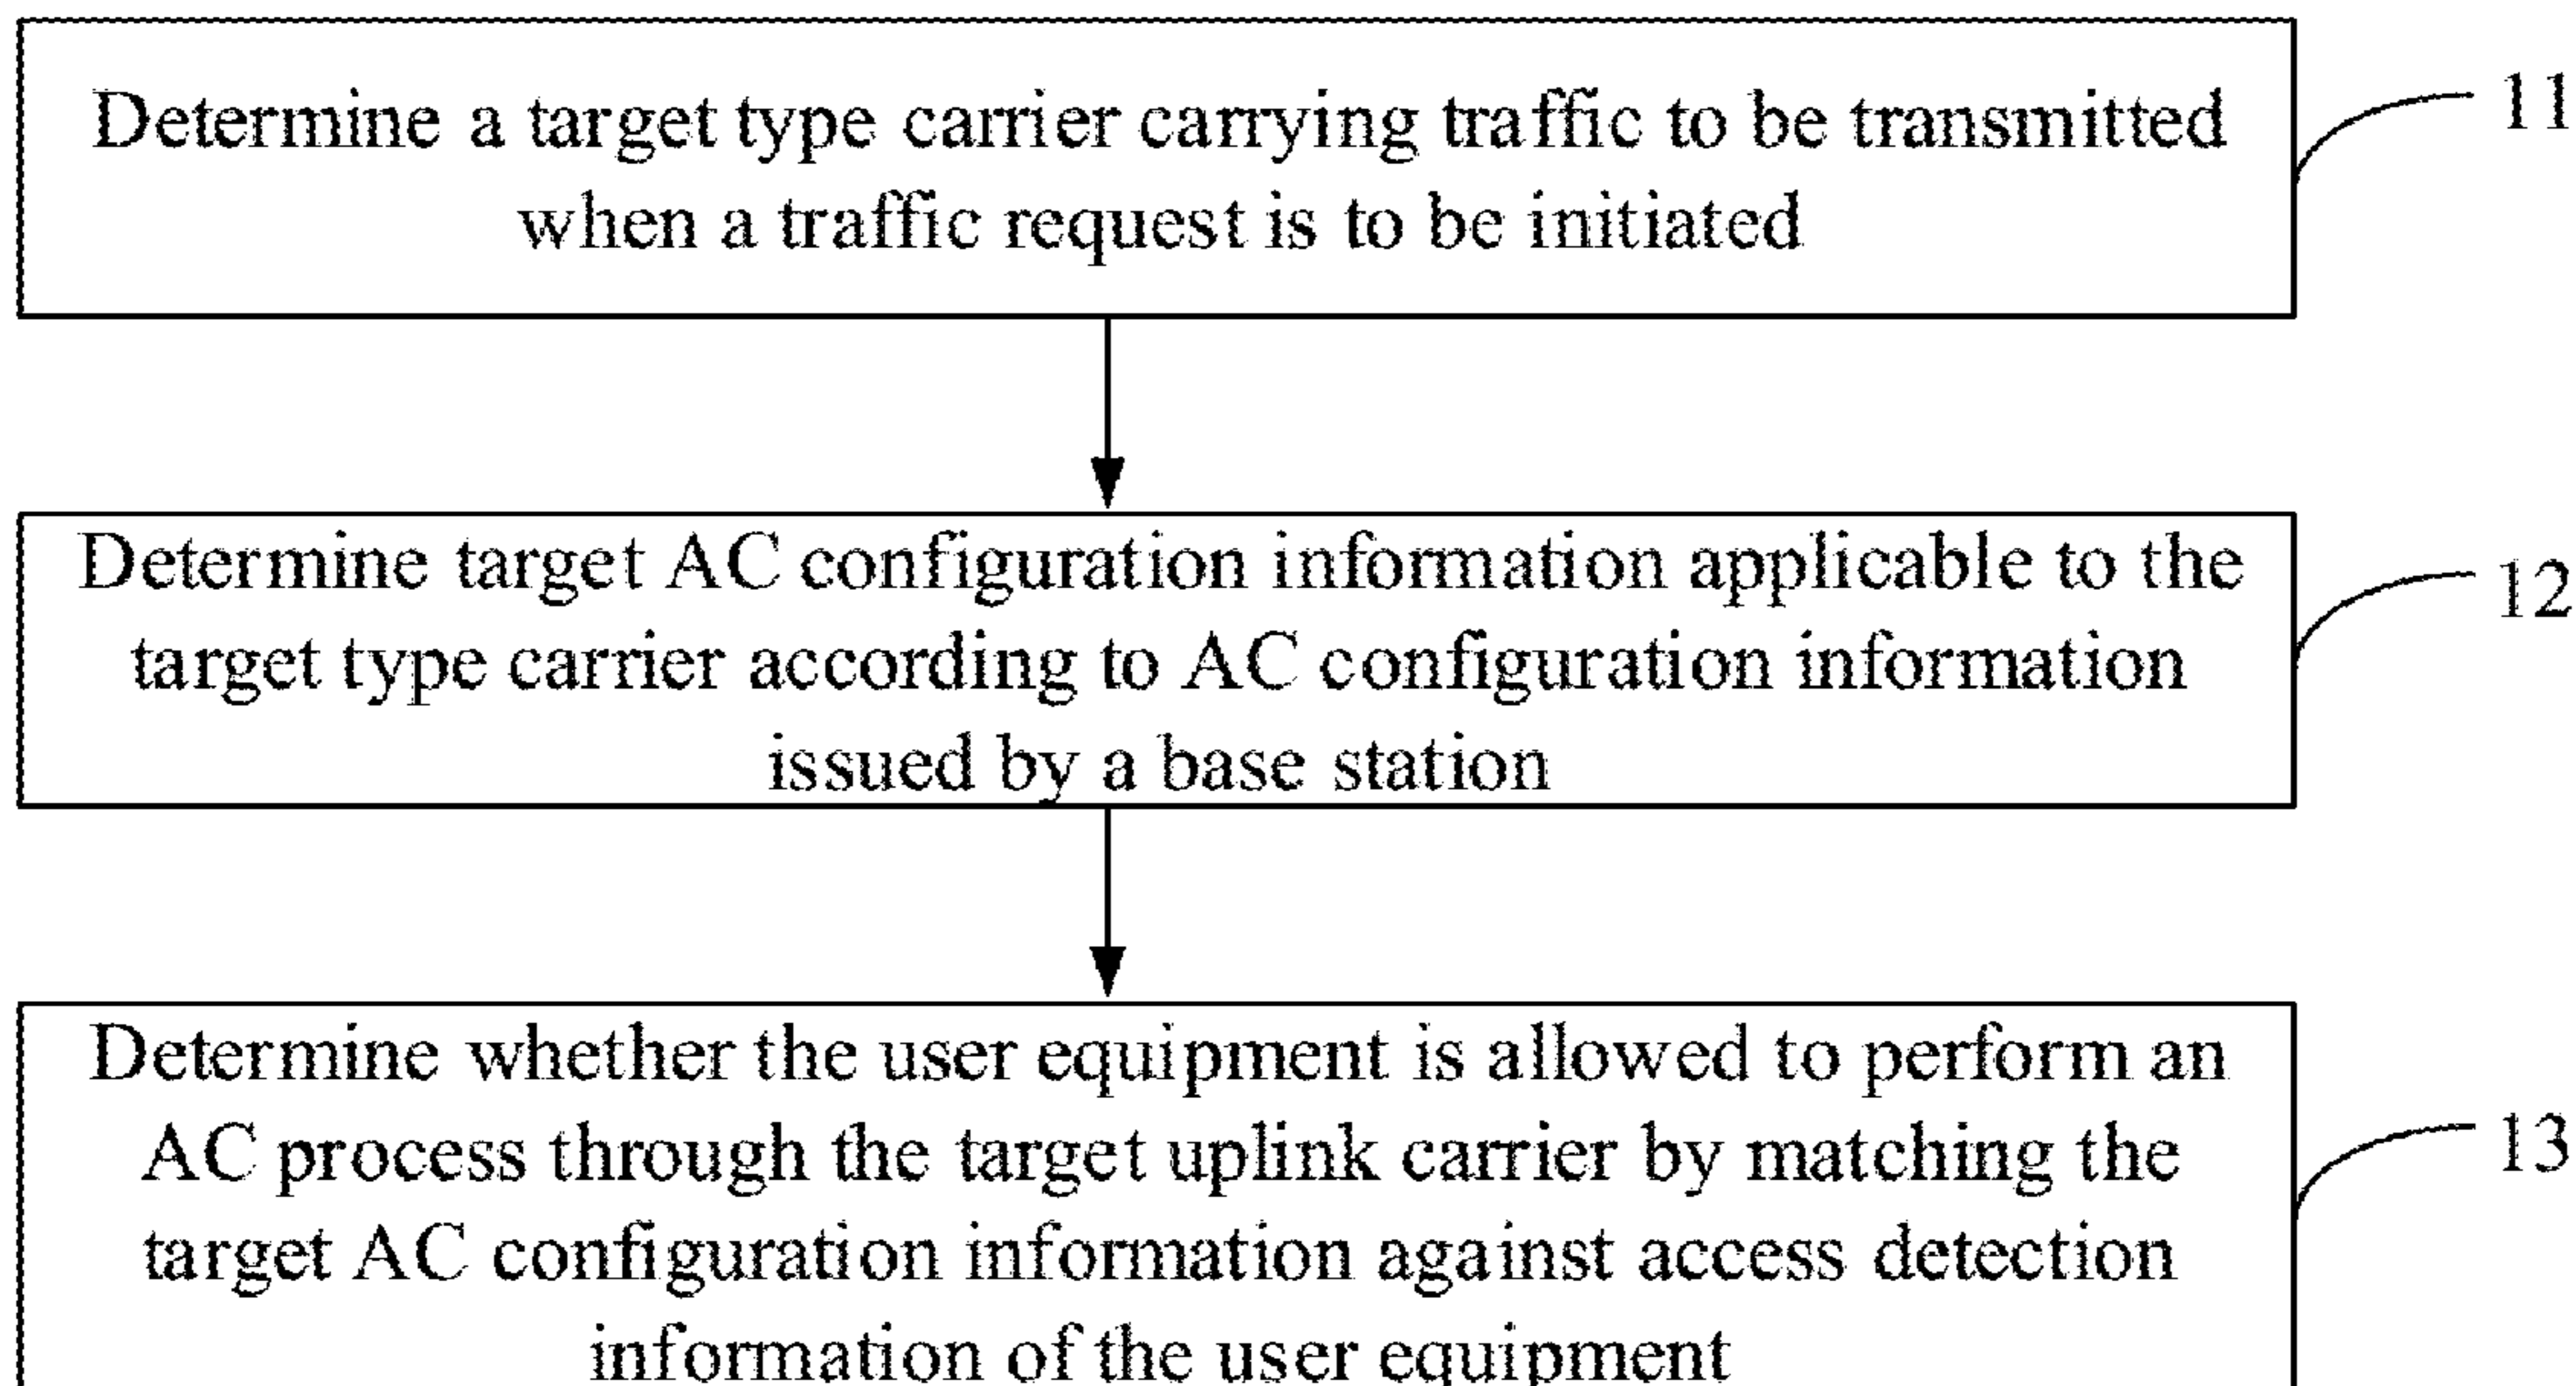 Determine a target type carrier carrying traffic to be transmitted
when a traffic request is to be initiated
11
Determine target AC configuration information applicable to the
target type carrier according to AC configuration information
issued by a base station
12
Determine whether the user equipment is allowed to perform an
AC process through the target uplink carrier by matching the
target AC configuration information against access detection
information of the user equipment
13